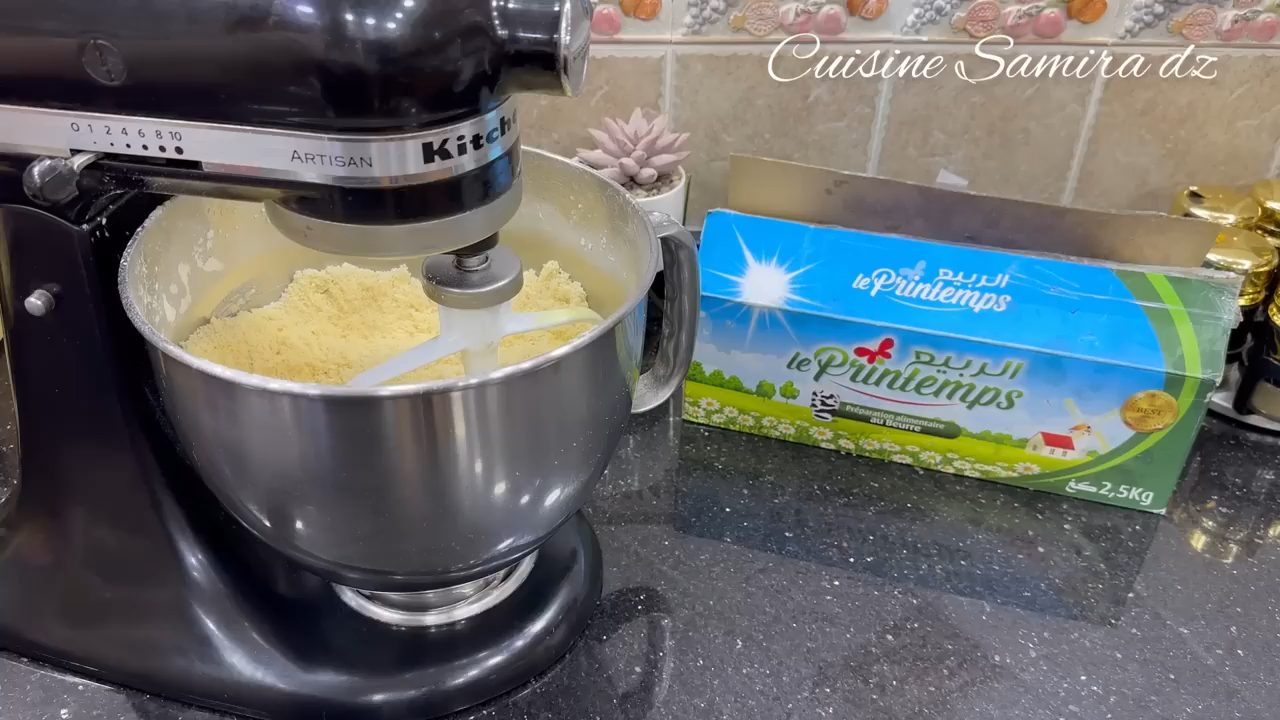 Cuisine Samira dz
0 1 2 4 6 8 10
ARTISAN
Kitche
الربيع
le Printemps
الربيع
le Printemps
Préparation alimentaire
au Beurre
BEST
2,5Kg كغ